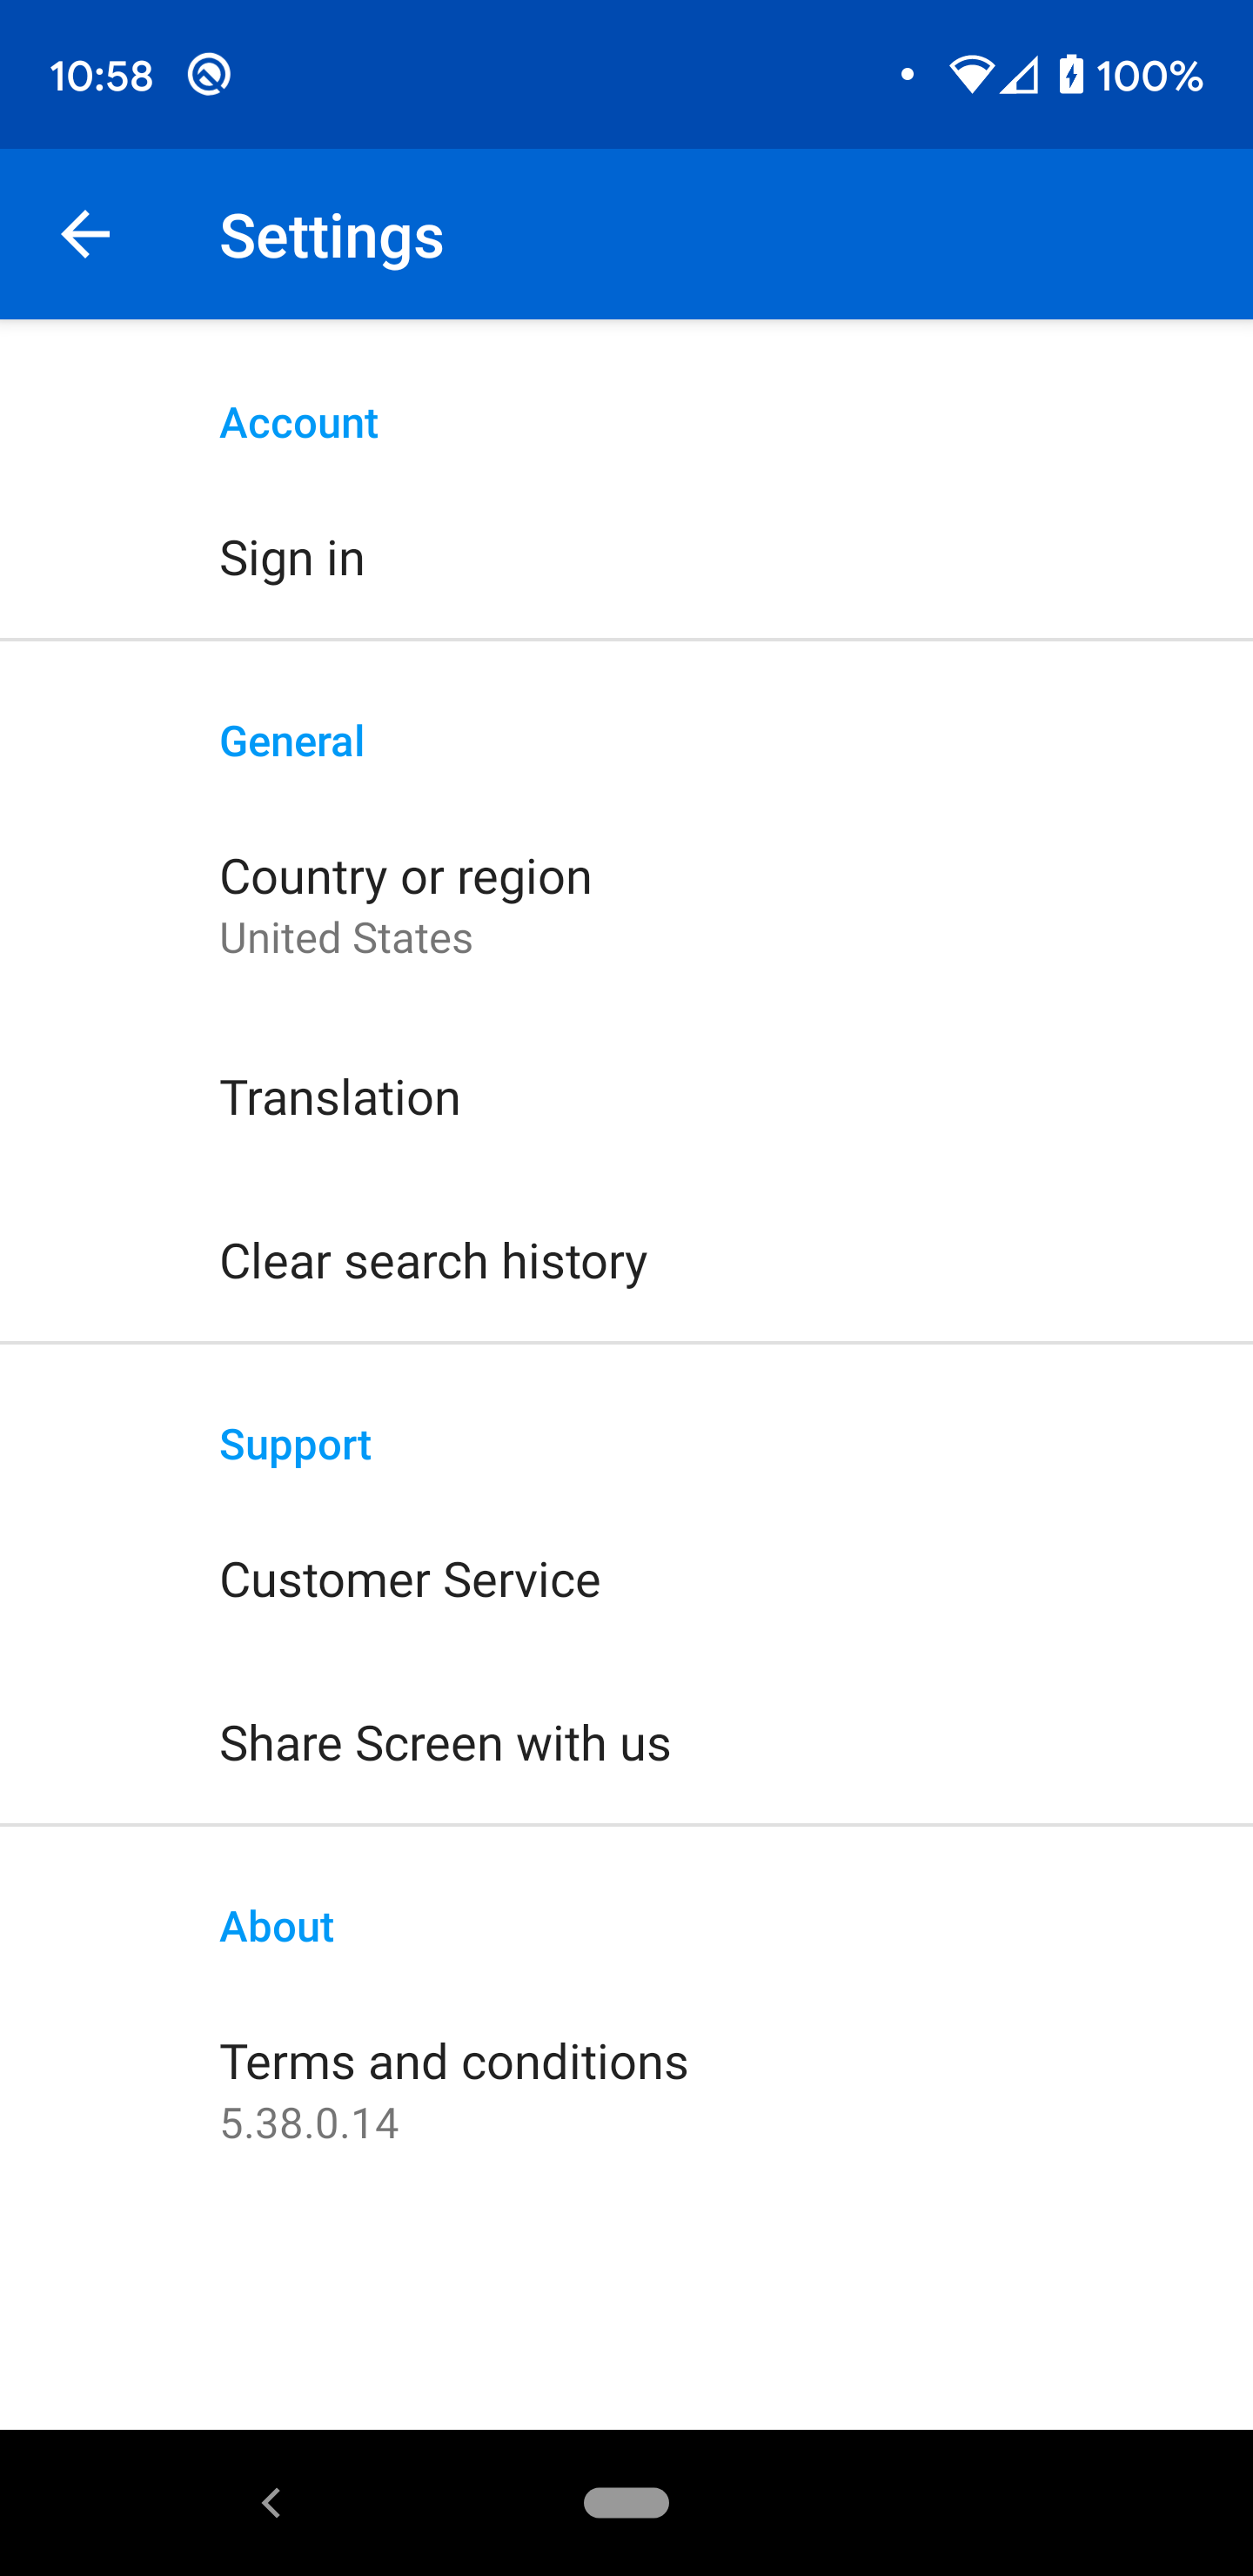 10:58
100%
Settings
Account
Sign in
General
Country or region
United States
Translation
Clear search history
Support
Customer Service
Share Screen with us
About
Terms and conditions
5.38.0.14